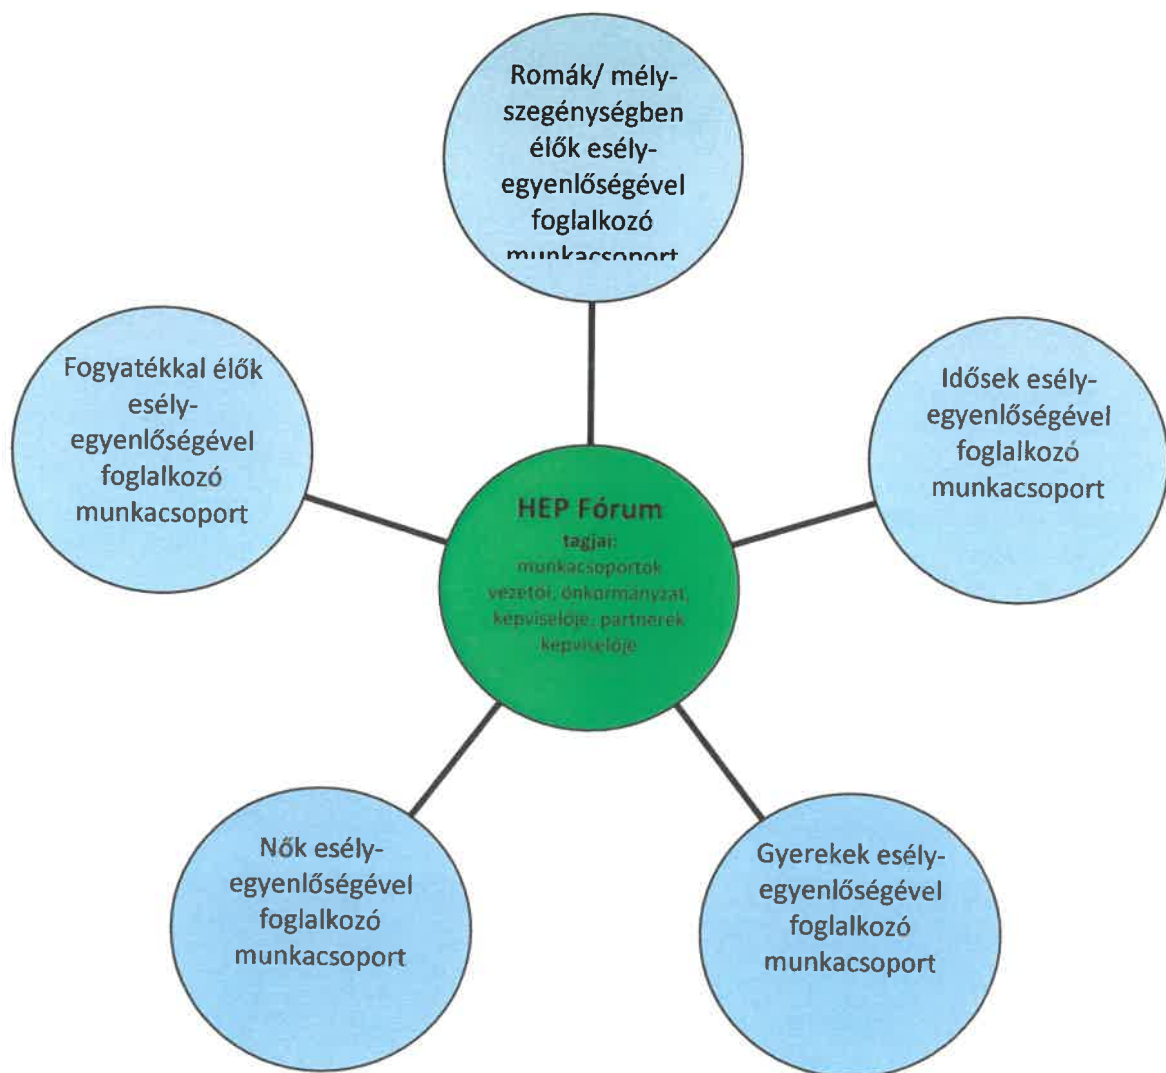 Romák/ mély-
szegénységben
élők esély-
egyenlőségével
foglalkozó
munkacsoport
Fogyatékkal élők
esély-
egyenlőségével
foglalkozó
munkacsoport
Idősek esély-
egyenlőségével
foglalkozó
munkacsoport
HEP Fórum
tagjai:
munkacsoportok
vezetői, önkormányzat,
képviselője, partnerek
képviselője
Nők esély-
egyenlőségével
foglalkozó
munkacsoport
Gyerekek esély-
egyenlőségével
foglalkozó
munkacsoport